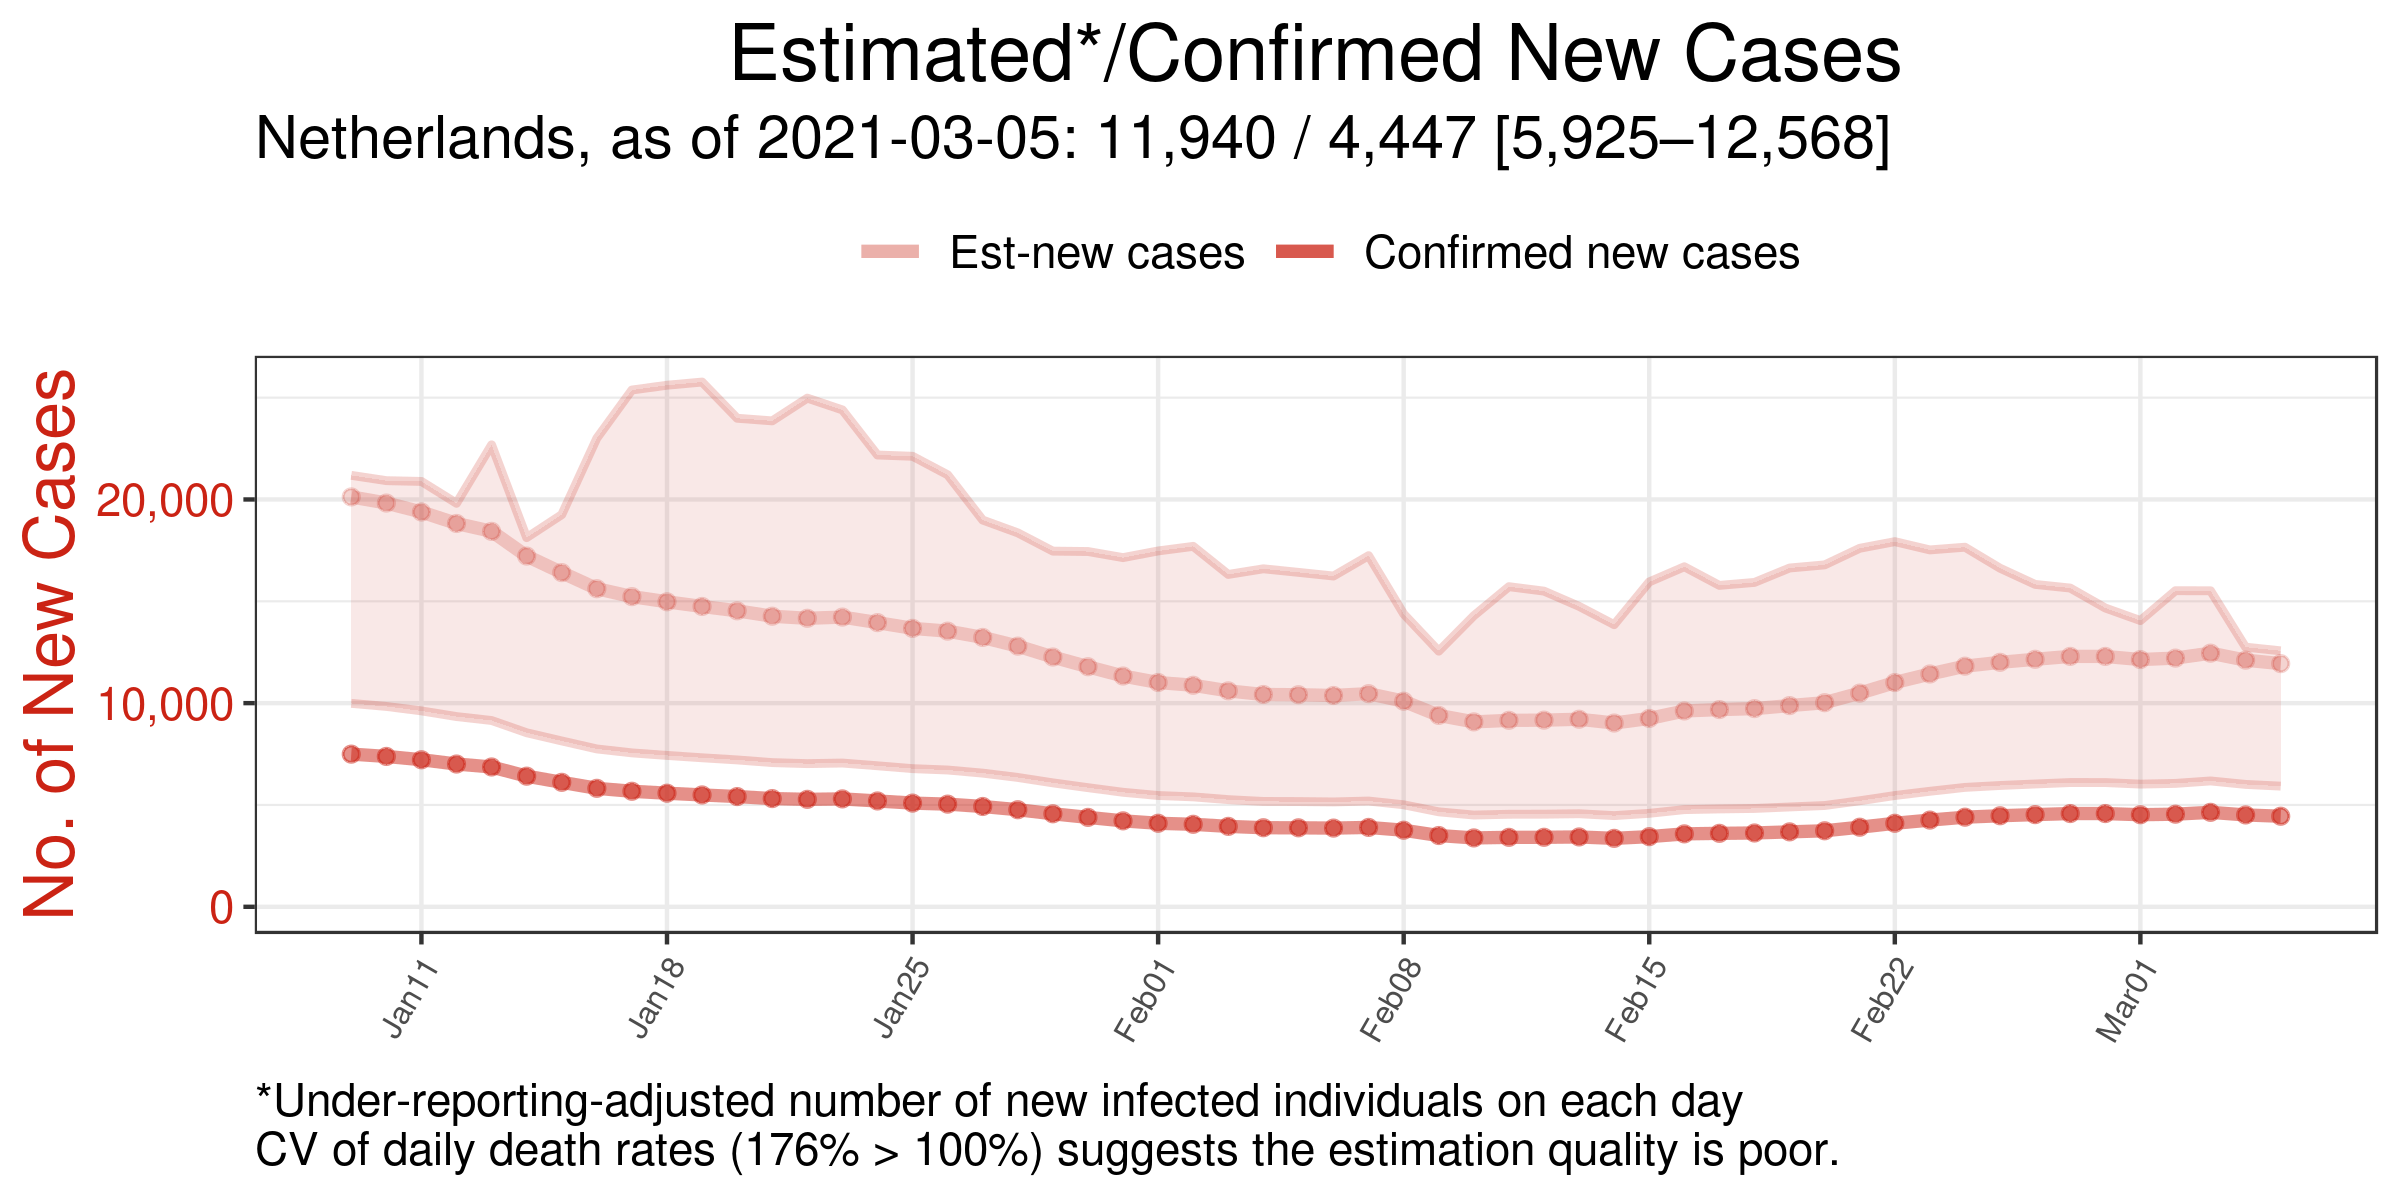 Estimated*/Confirmed New Cases
Netherlands, as of 2021-03-05: 11,940 / 4,447 [5,925–12,568]
Est-new cases
Confirmed new cases
No. of New Cases
20,000
10,000
0
Jan11
Jan18
Jan25
Feb01
Feb08
Feb15
Feb22
Mar01
*Under-reporting-adjusted number of new infected individuals on each day
CV of daily death rates (176% > 100%) suggests the estimation quality is poor.